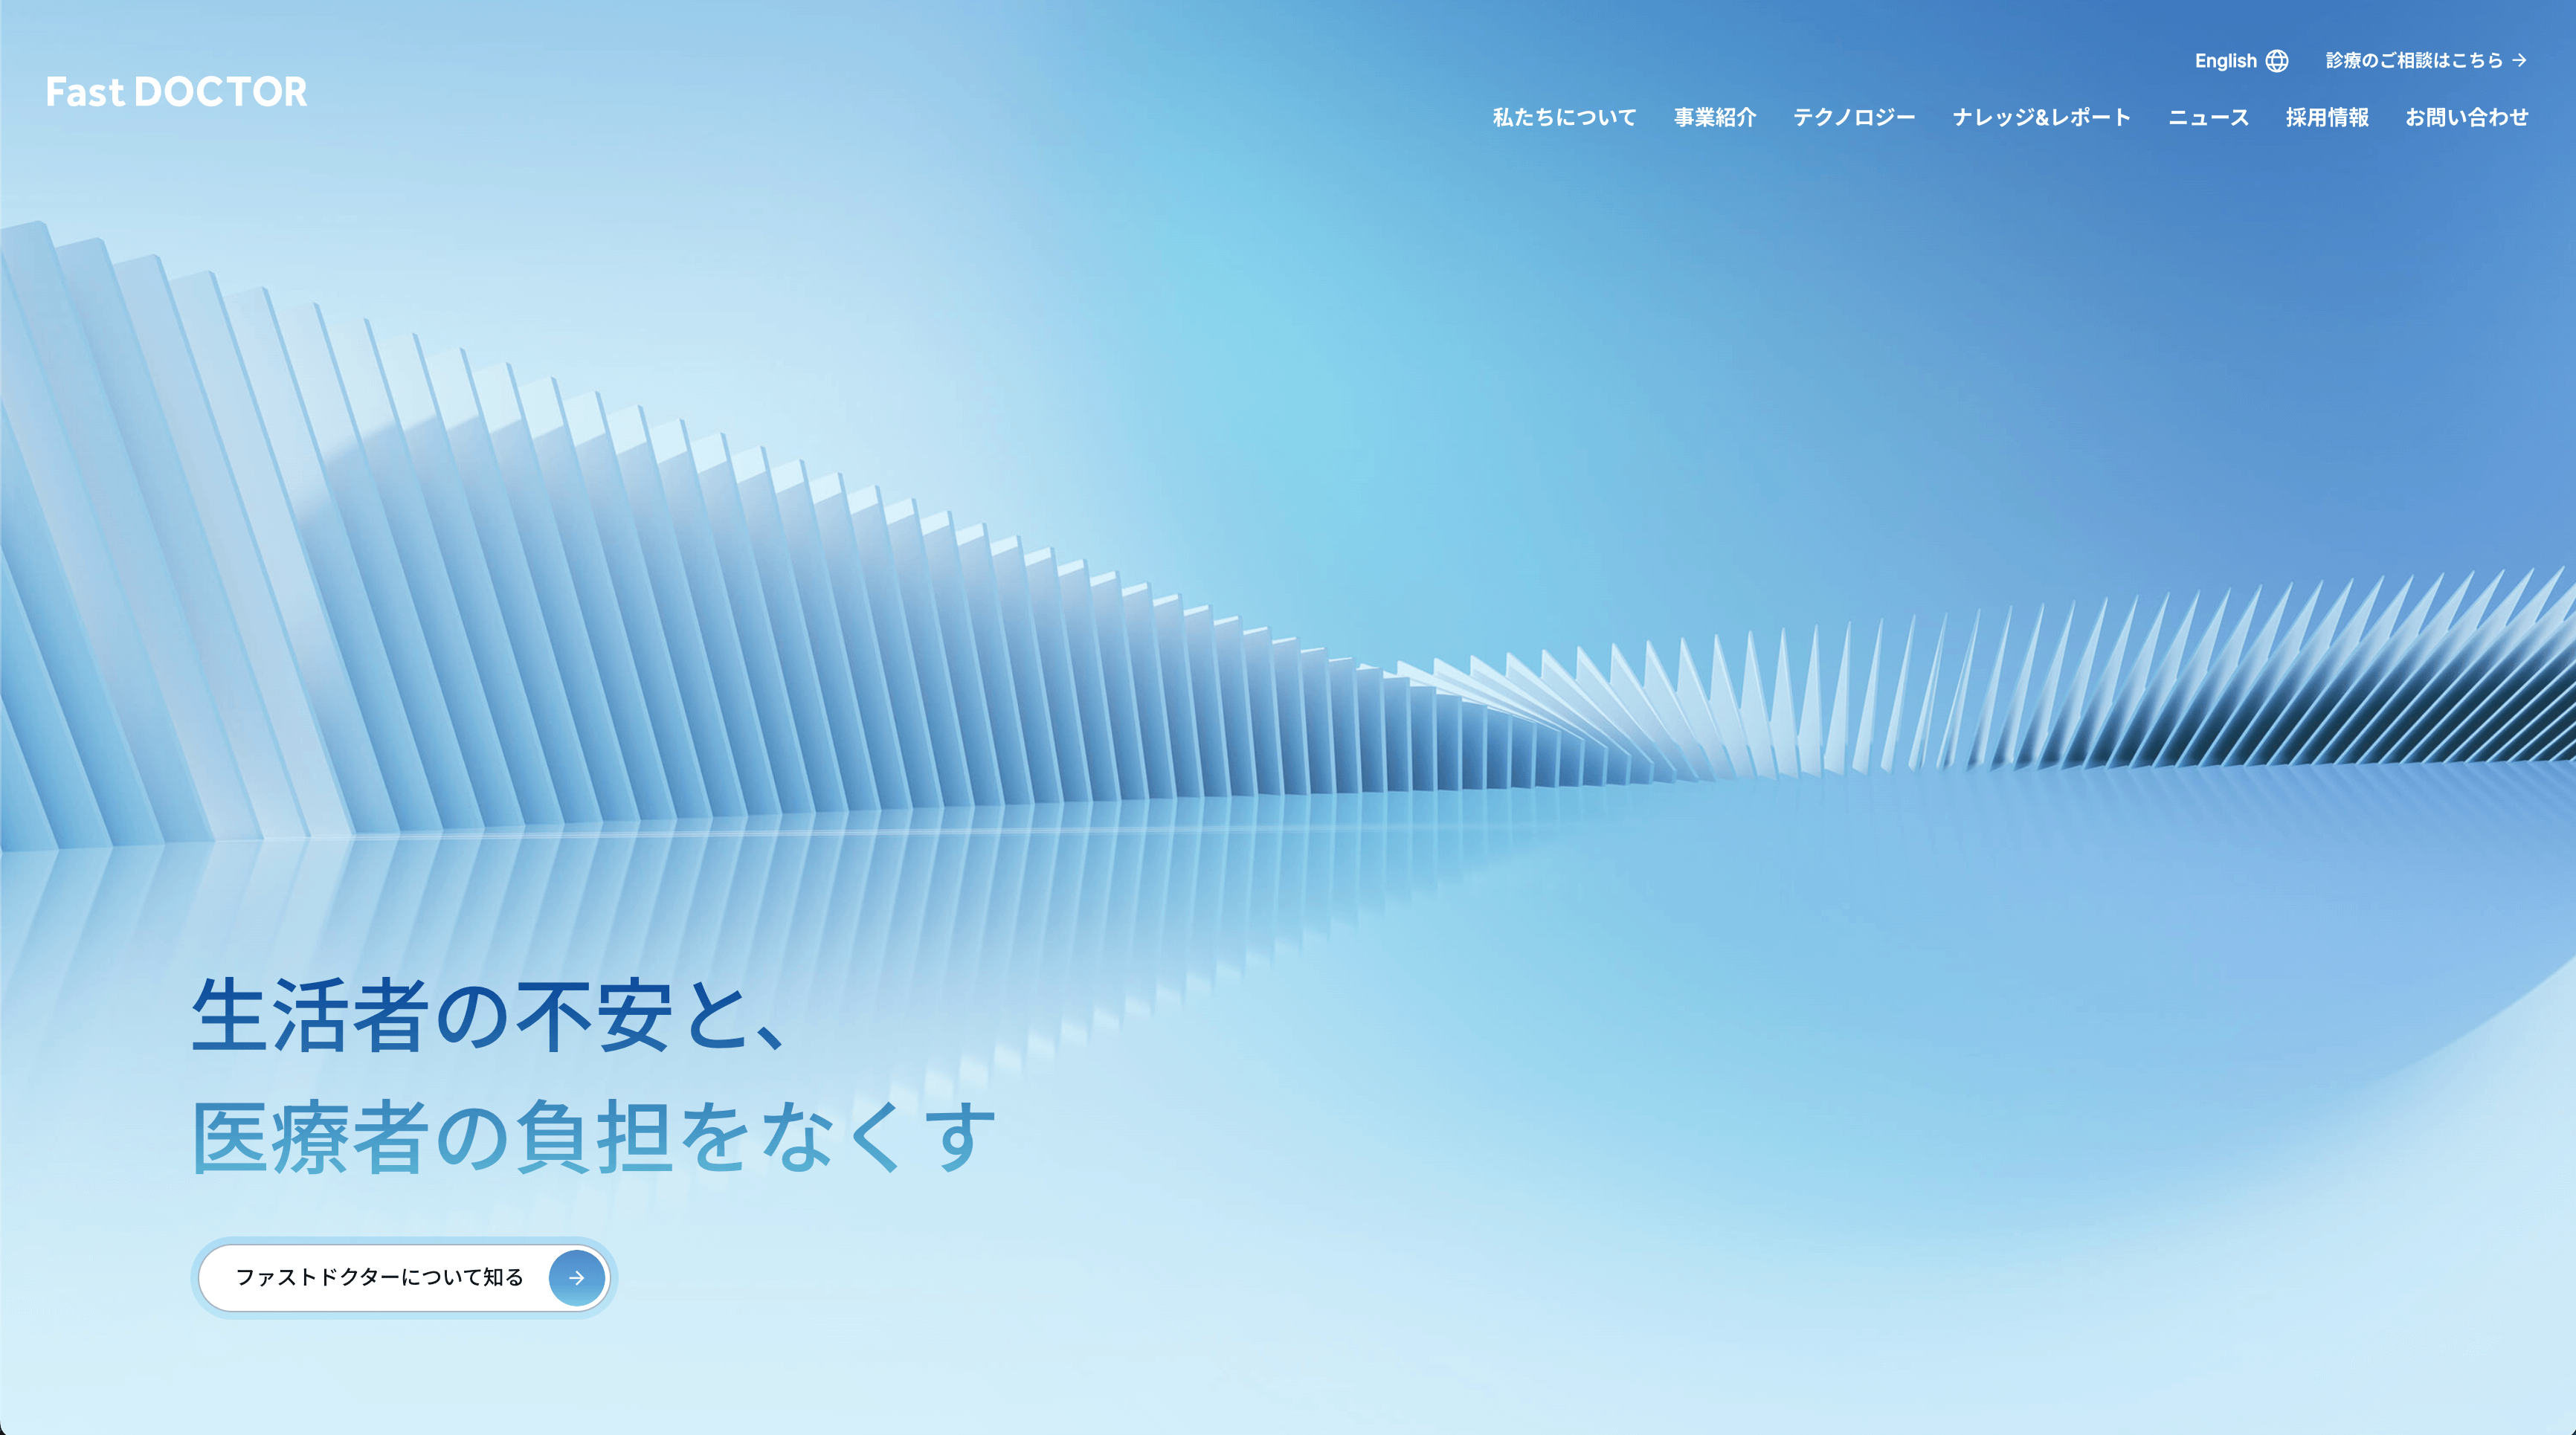 Fast DOCTOR
English
診療のご相談はこちら
私たちについて 事業紹介 テクノロジー ナレッジ&レポート ニュース 採用情報 お問い合わせ
生活者の不安と、
医療者の負担をなくす
ファストドクターについて知る